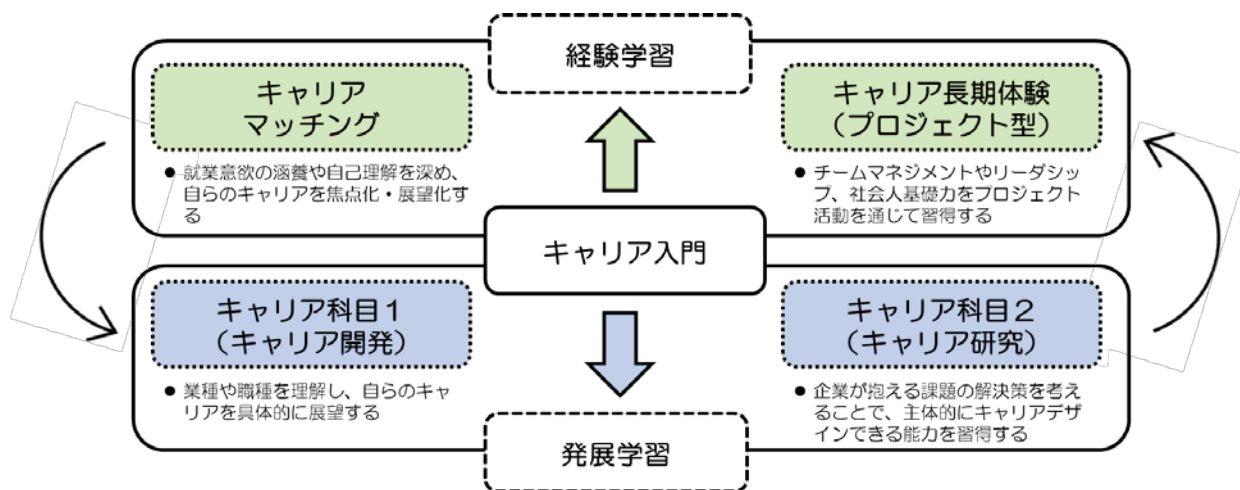 経験学習
キャリア
マッチング
● 就業意欲の涵養や自己理解を深め、
自らのキャリアを焦点化・展望化す
る
キャリア長期体験
（プロジェクト型）
● チームマネジメントやリーダシッ
プ、社会人基礎力をプロジェクト
活動を通じて習得する
キャリア入門
キャリア科目１
（キャリア開発）
● 業種や職種を理解し、自らのキャ
リアを具体的に展望する
キャリア科目２
（キャリア研究）
● 企業が抱える課題の解決策を考え
ることで、主体的にキャリアデザ
インできる能力を習得する
発展学習